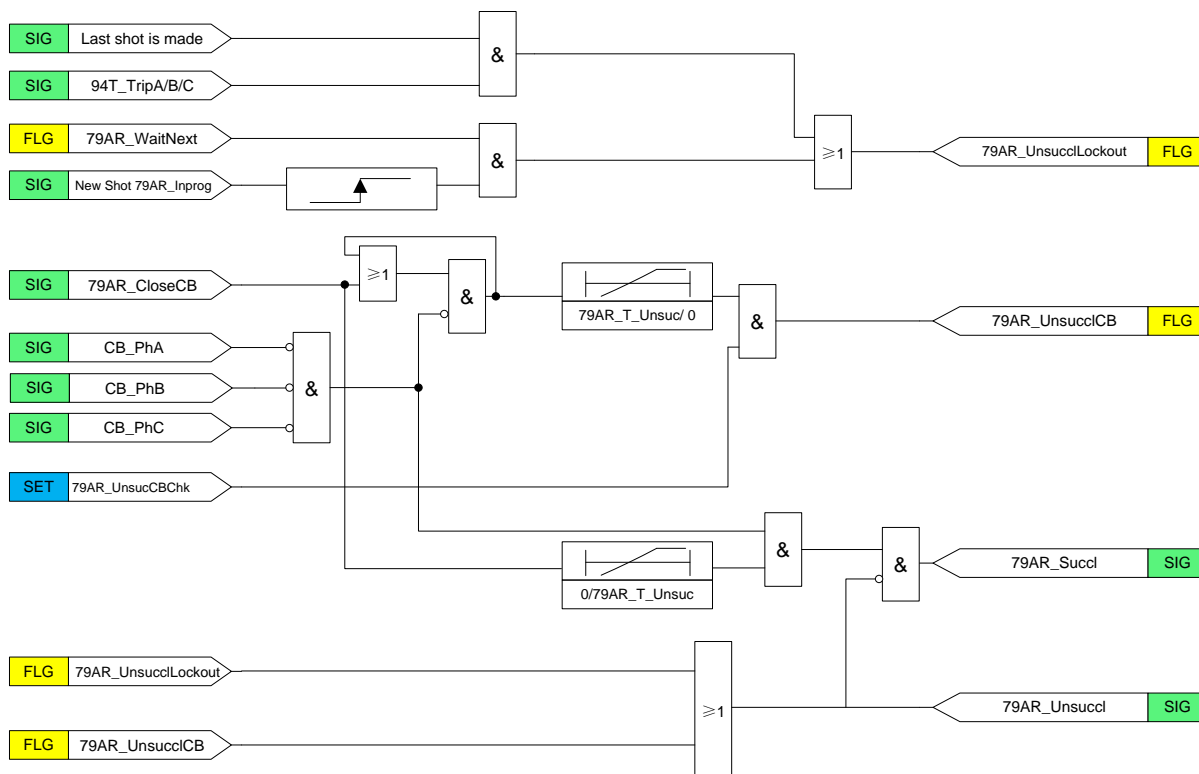 SIG Last shot is made
&
SIG 94T_TripA/B/C
FLG 79AR_WaitNext
&
≥1
79AR_UnsucclLockout FLG
SIG New Shot 79AR_Inprog
SIG 79AR_CloseCB
≥1
&
79AR_T_Unsuc/ 0
&
79AR_UnsucclCB FLG
SIG CB_PhA
SIG CB_PhB
&
SIG CB_PhC
SET 79AR_UnsucCBChk
&
&
79AR_Succl SIG
0/79AR_T_Unsuc
FLG 79AR_UnsucclLockout
≥1
79AR_Unsuccl SIG
FLG 79AR_UnsucclCB